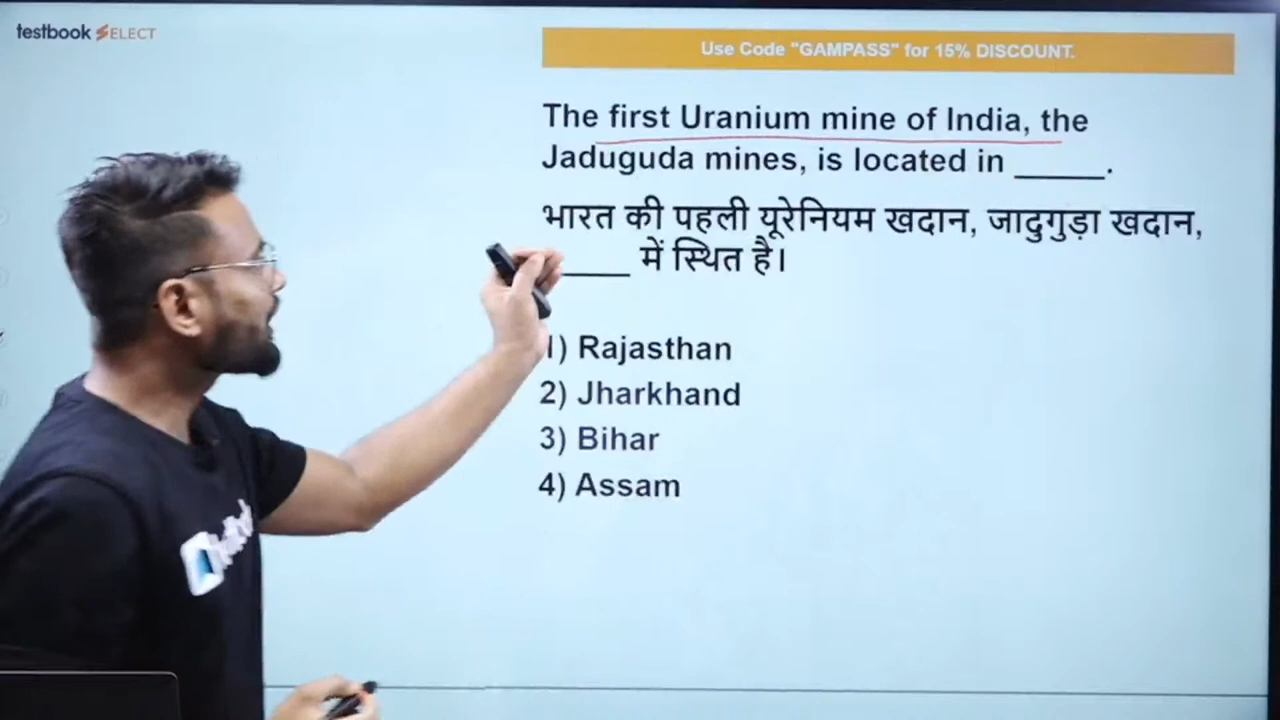 testbook SELECT
Use Code "GAMPASS" for 15% DISCOUNT.
The first Uranium mine of India, the
Jaduguda mines, is located in _____.
भारत की पहली यूरेनियम खदान, जादुगुड़ा खदान,
____ में स्थित है।
1) Rajasthan
2) Jharkhand
3) Bihar
4) Assam